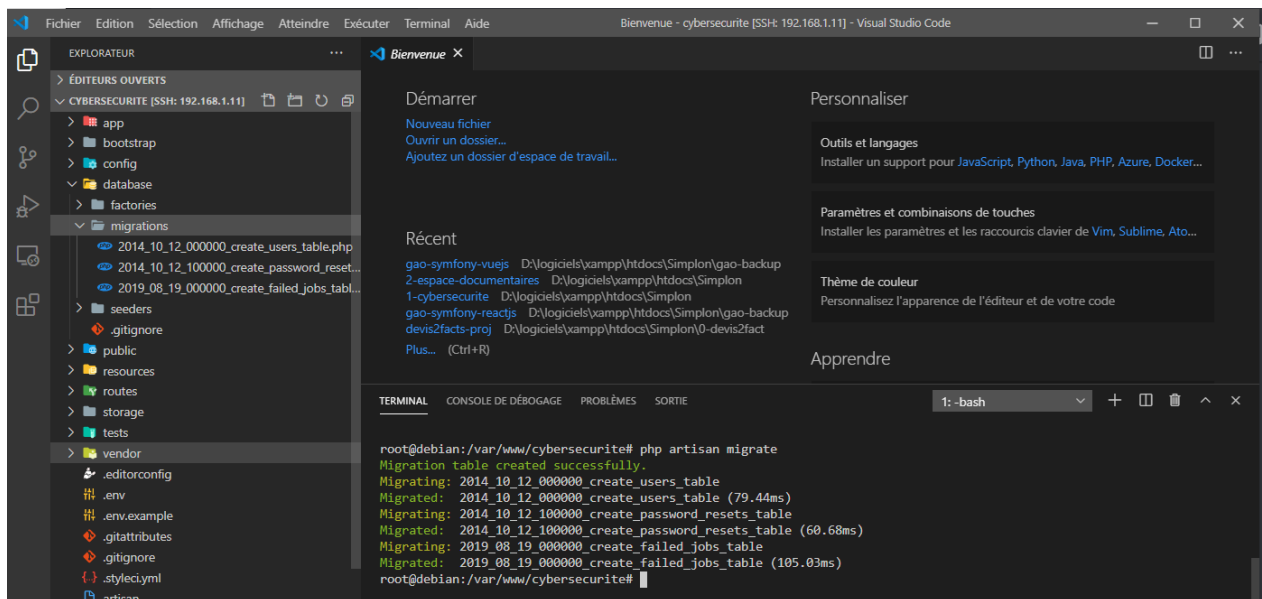 Fichier Edition Sélection Affichage Atteindre Exécuter Terminal Aide Bienvenue - cybersecurite [SSH: 192.168.1.11] - Visual Studio Code
EXPLORATEUR
ÉDITEURS OUVERTS
CYBERSECURITE [SSH: 192.168.1.11]
app
bootstrap
config
database
factories
migrations
2014_10_12_000000_create_users_table.php
2014_10_12_100000_create_password_reset...
2019_08_19_000000_create_failed_jobs_tabl...
seeders
.gitignore
public
resources
routes
storage
tests
vendor
.editorconfig
.env
.env.example
.gitattributes
.gitignore
.styleci.yml
artisan
Bienvenue
Démarrer
Nouveau fichier
Ouvrir un dossier...
Ajoutez un dossier d'espace de travail...
Récent
gao-symfony-vuejs D:\logiciels\xampp\htdocs\Simplon\gao-backup
2-espace-documentaires D:\logiciels\xampp\htdocs\Simplon
1-cybersecurite D:\logiciels\xampp\htdocs\Simplon
gao-symfony-reactjs D:\logiciels\xampp\htdocs\Simplon\gao-backup
devis2facts-proj D:\logiciels\xampp\htdocs\Simplon\0-devis2fact
Plus... (Ctrl+R)
Personnaliser
Outils et langages
Installer un support pour JavaScript, Python, Java, PHP, Azure, Docker...
Paramètres et combinaisons de touches
Installer les paramètres et les raccourcis clavier de Vim, Sublime, Ato...
Thème de couleur
Personnalisez l'apparence de l'éditeur et de votre code
Apprendre
TERMINAL CONSOLE DE DÉBOGAGE PROBLÈMES SORTIE 1: -bash
root@debian:/var/www/cybersecurite# php artisan migrate
Migration table created successfully.
Migrating: 2014_10_12_000000_create_users_table
Migrated: 2014_10_12_000000_create_users_table (79.44ms)
Migrating: 2014_10_12_100000_create_password_resets_table
Migrated: 2014_10_12_100000_create_password_resets_table (60.68ms)
Migrating: 2019_08_19_000000_create_failed_jobs_table
Migrated: 2019_08_19_000000_create_failed_jobs_table (105.03ms)
root@debian:/var/www/cybersecurite#